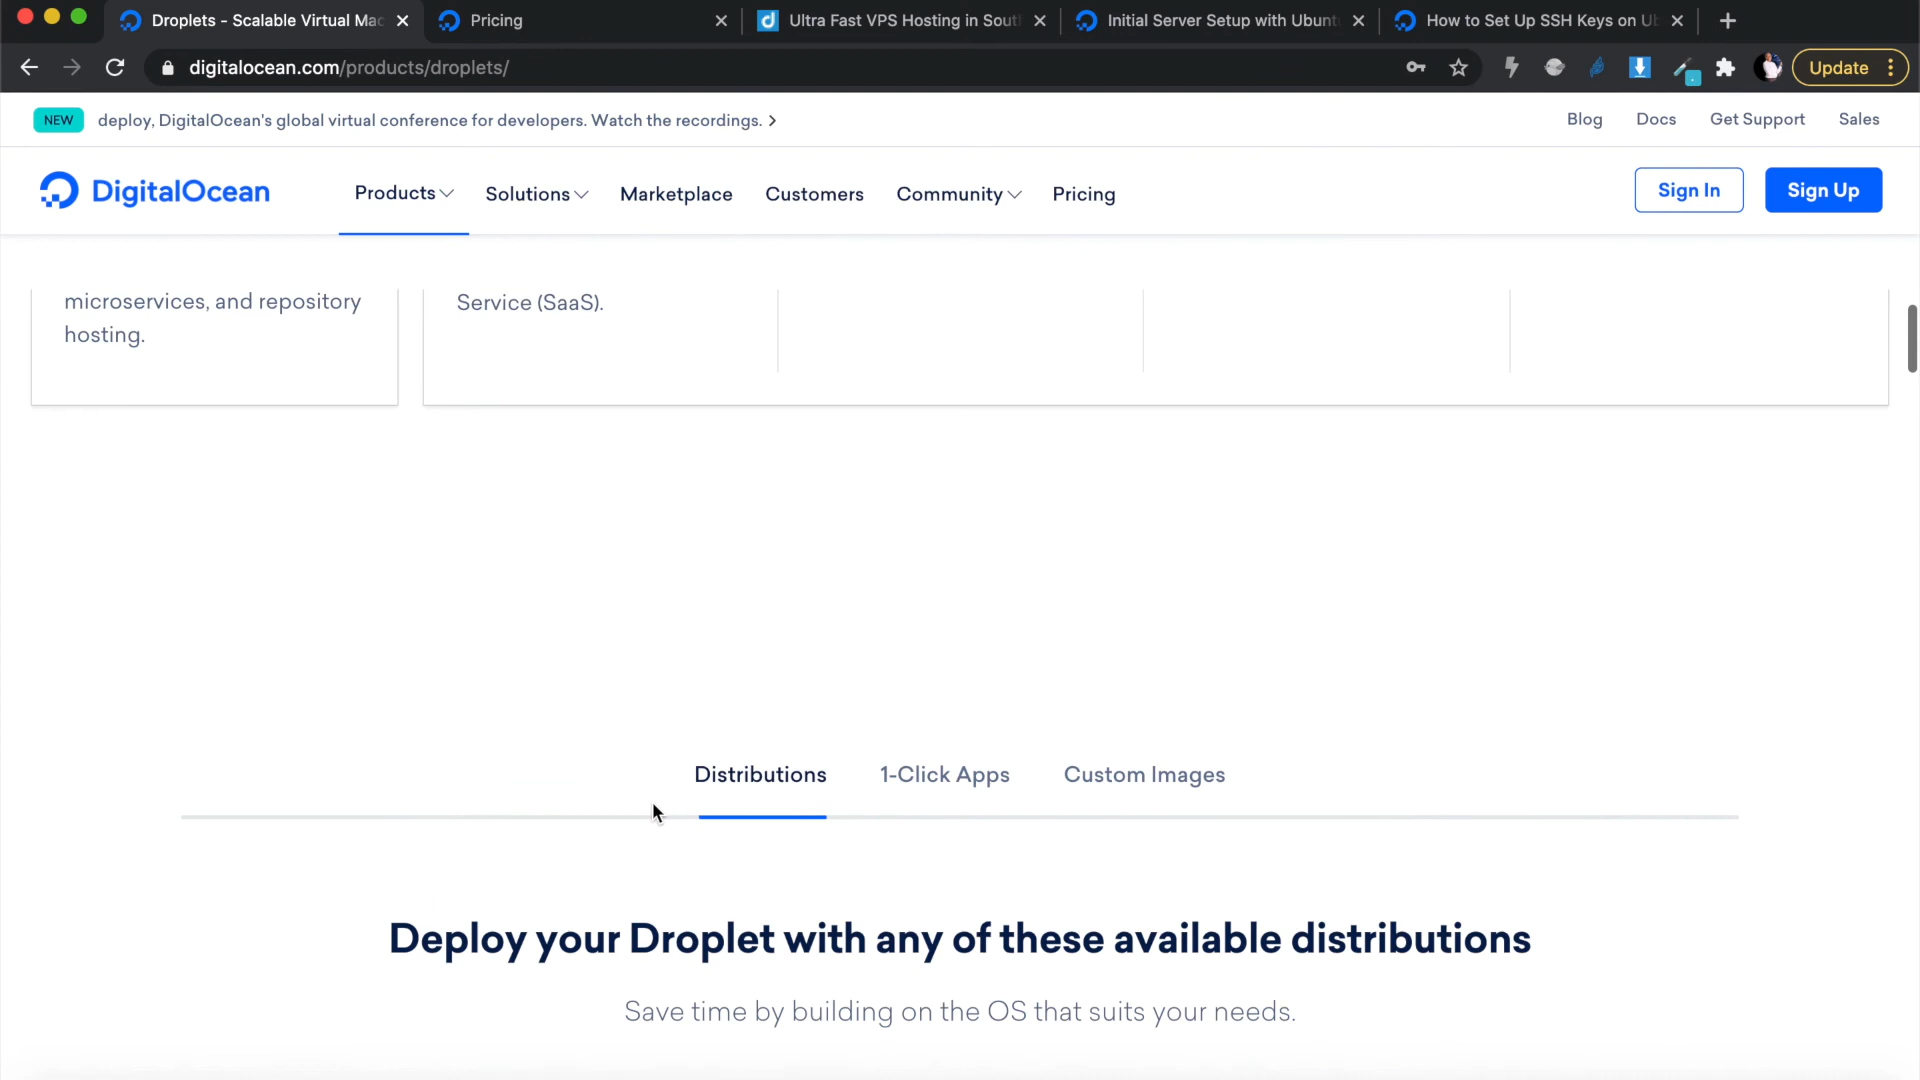 Droplets - Scalable Virtual Mac
Pricing
Ultra Fast VPS Hosting in Sout
Initial Server Setup with Ubunt
How to Set Up SSH Keys on Ub
digitalocean.com/products/droplets/
Update
NEW
deploy, DigitalOcean's global virtual conference for developers. Watch the recordings.
Blog
Docs
Get Support
Sales
DigitalOcean
Products
Solutions
Marketplace
Customers
Community
Pricing
Sign In
Sign Up
microservices, and repository
hosting.
Service (SaaS).
Distributions
1-Click Apps
Custom Images
Deploy your Droplet with any of these available distributions
Save time by building on the OS that suits your needs.